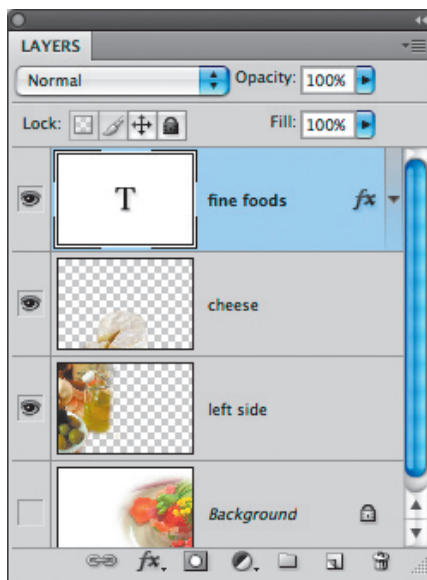 LAYERS
Normal Opacity: 100%
Lock: Fill: 100%
T fine foods fx
cheese
left side
Background
fx